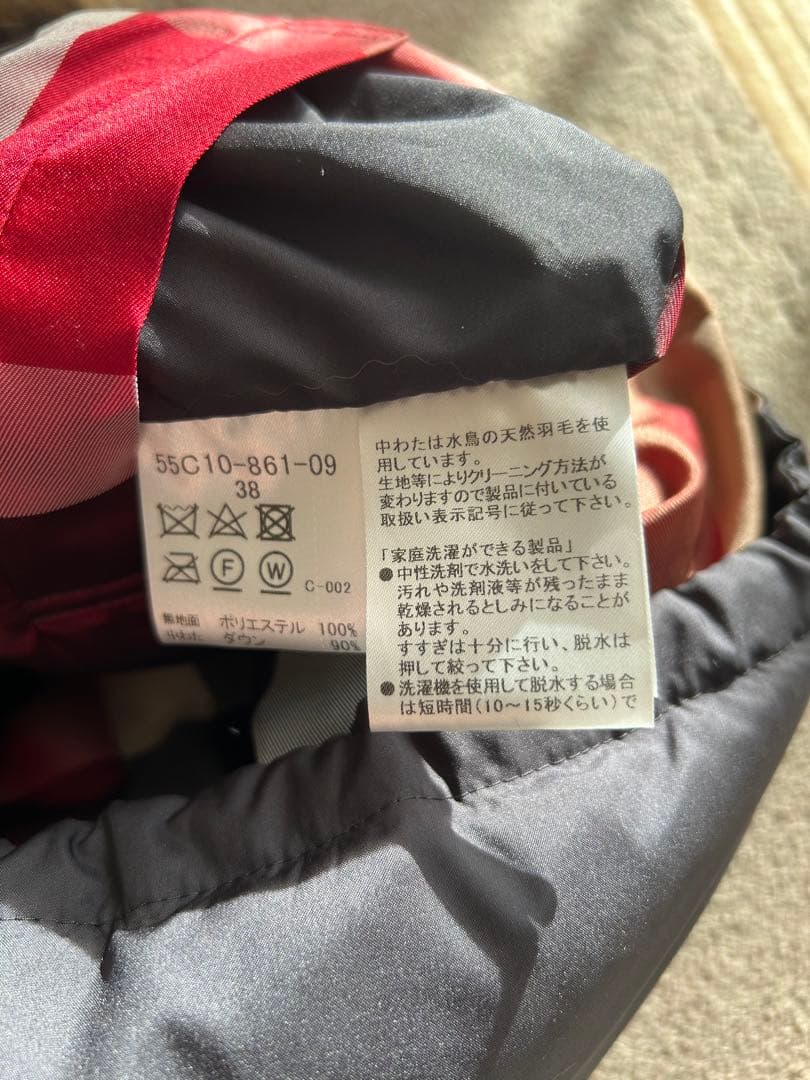 55C10-861-09
38
F W C-002
無地面 ポリエステル 100%
中わた ダウン 90%
中わたは水鳥の天然羽毛を使
用しています。
生地等によりクリーニング方法が
変わりますので製品に付いている
取扱い表示記号に従って下さい。
「家庭洗濯ができる製品」
●中性洗剤で水洗いをして下さい。
汚れや洗剤液等が残ったまま
乾燥されるとしみになることが
あります。
すすぎは十分に行い、脱水は
押して絞って下さい。
●洗濯機を使用して脱水する場合
は短時間(10～15秒くらい)で